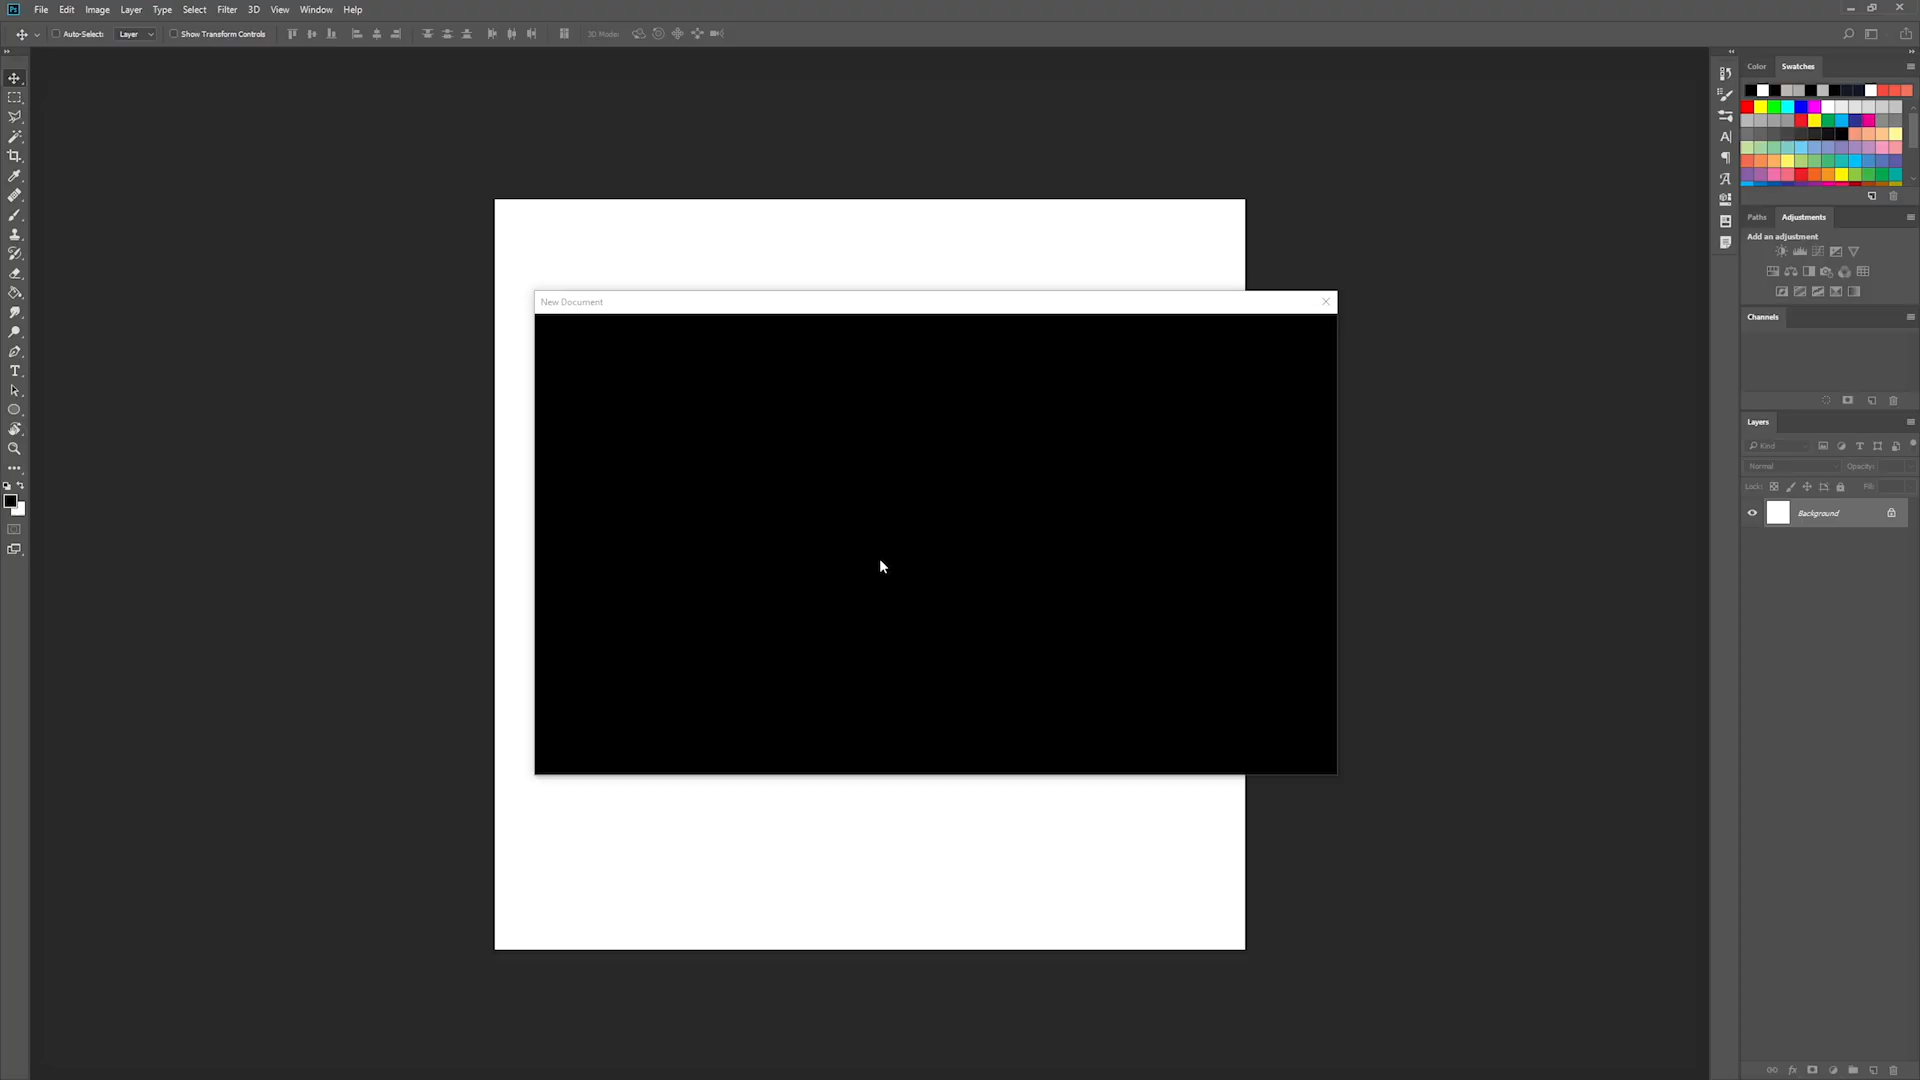 Ps File Edit Image Layer Type Select Filter 3D View Window Help
Auto-Select: Layer Show Transform Controls 3D Mode:
Color Swatches
Paths Adjustments
Add an adjustment
New Document
Channels
Layers
Kind
Normal Opacity:
Lock: Fill:
Background